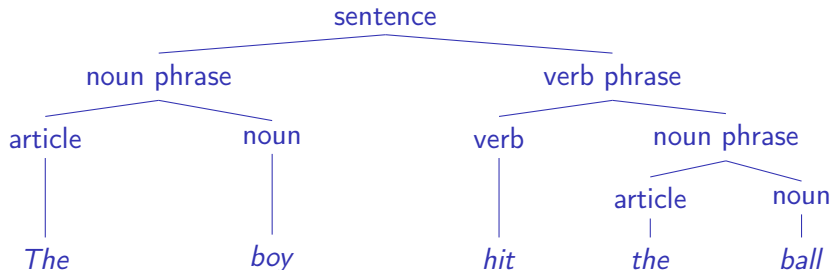 sentence
noun phrase verb phrase
article noun verb noun phrase
article noun
The boy hit the ball